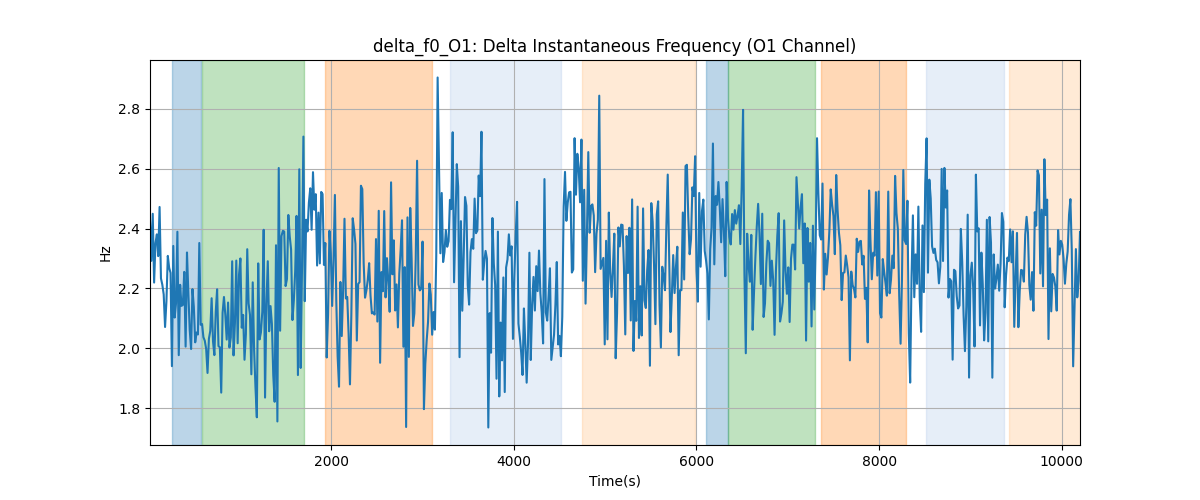 delta_f0_O1: Delta Instantaneous Frequency (O1 Channel)
2.8
2.6
2.4
2.2
2.0
1.8
Hz
2000 4000 6000 8000 10000
Time(s)